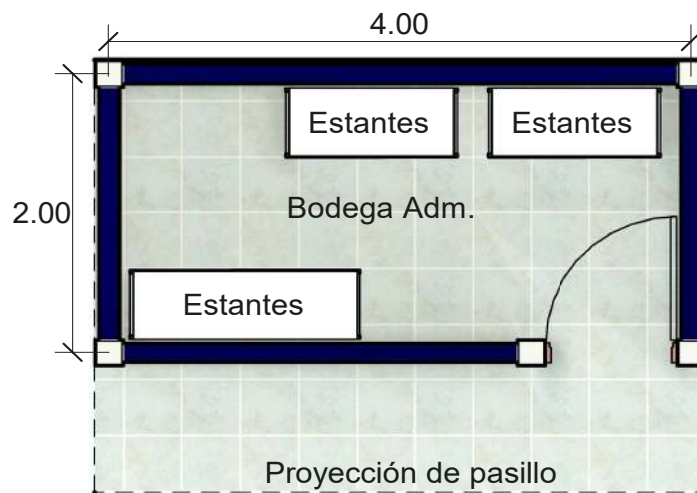 4.00
Estantes
Estantes
2.00
Bodega Adm.
Estantes
Proyección de pasillo